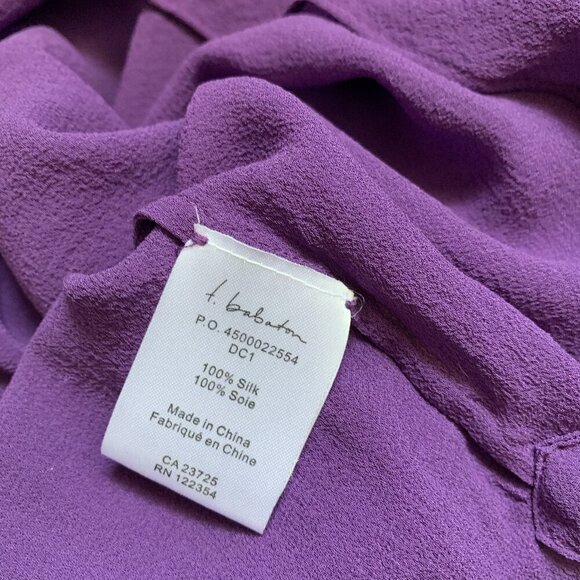 t. babaton
P.O. 4500022554
DC1
100% Silk
100% Soie
Made in China
Fabriqué en Chine
CA 23725
RN 122354